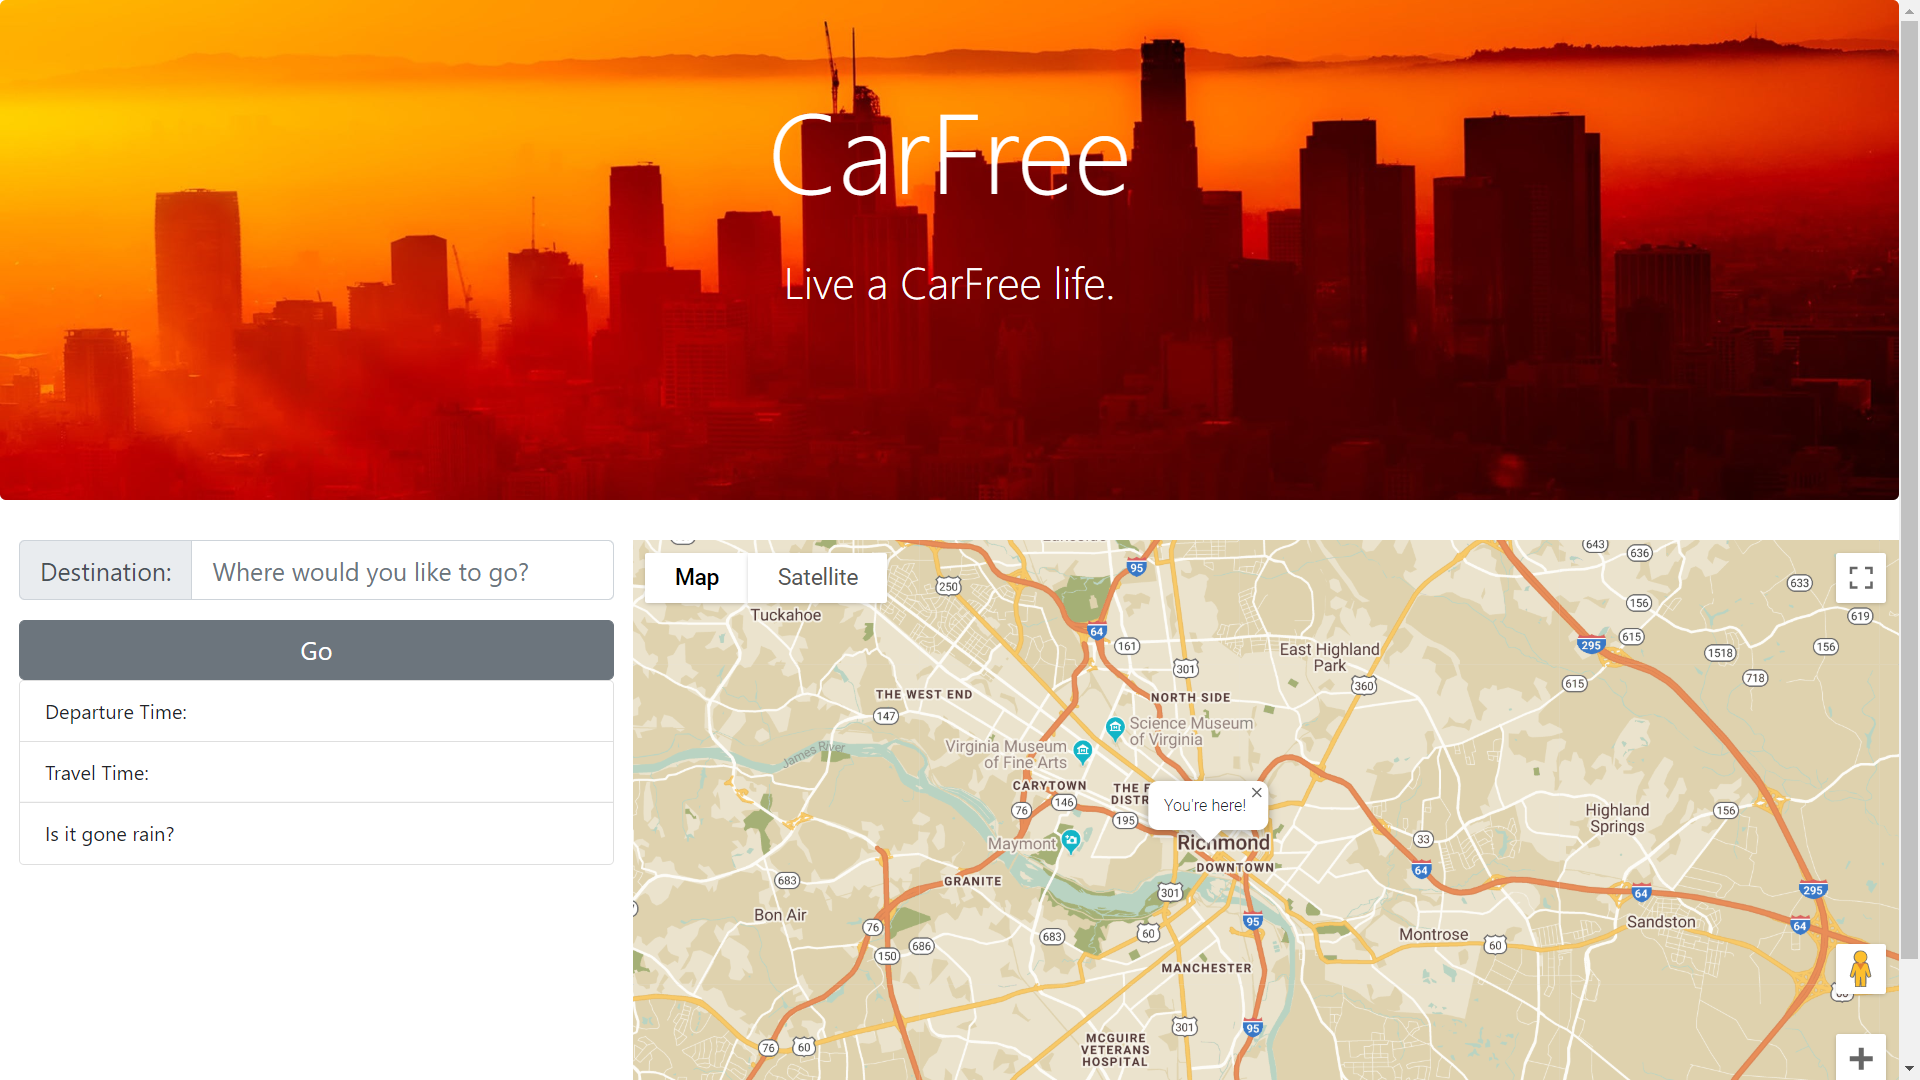 CarFree
Live a CarFree life.
Destination:
Where would you like to go?
Go
Departure Time:
Travel Time:
Is it gone rain?
Map
Satellite
95
643
636
250
633
156
619
Tuckahoe
64
161
615
295
156
1518
East Highland
Park
301
718
615
360
THE WEST END
NORTH SIDE
147
Science Museum
of Virginia
Virginia Museum
of Fine Arts
James River
CARYTOWN
146
76
195
You're here!
Highland
Springs
156
33
Maymont
Richmond
DOWNTOWN
64
GRANITE
683
301
64
295
Bon Air
76
95
Sandston
64
683
60
Montrose
60
686
150
MANCHESTER
301
95
MCGUIRE
VETERANS
HOSPITAL
76
60